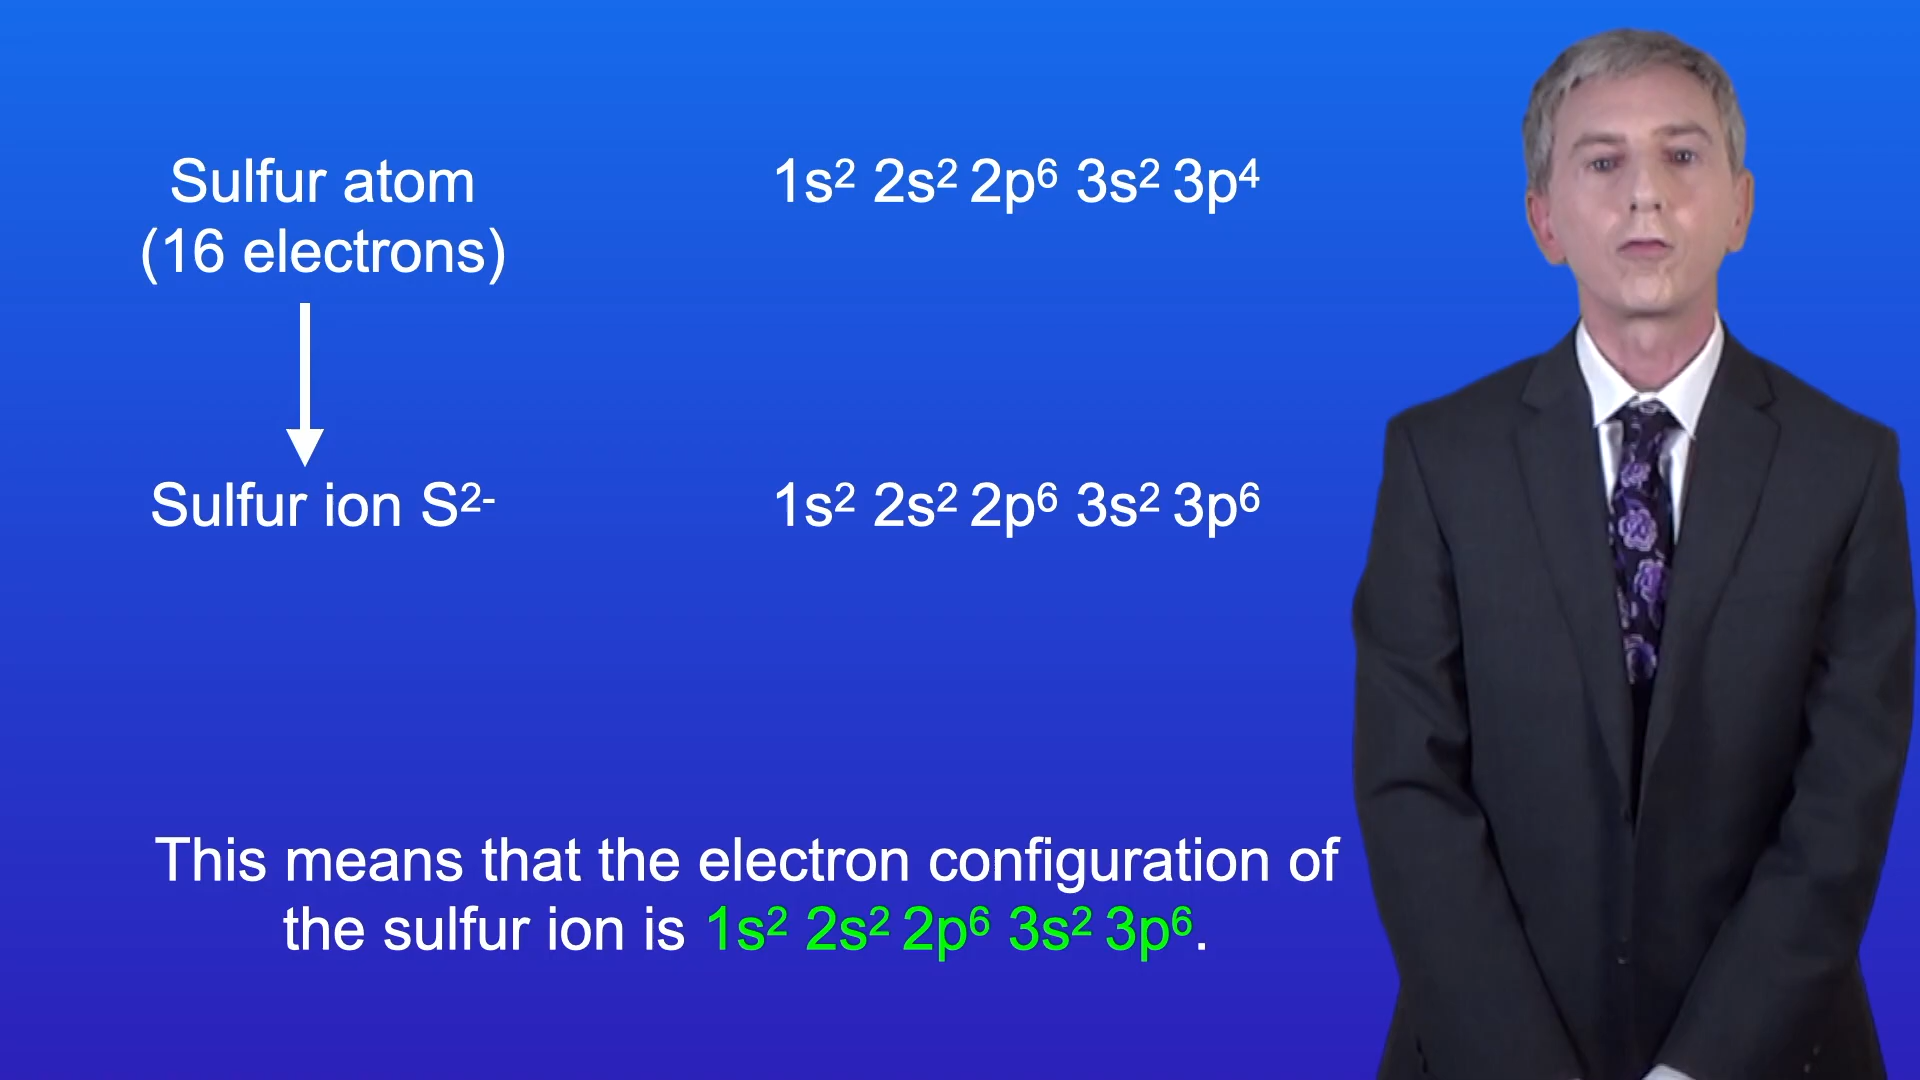 Sulfur atom 1s² 2s² 2p⁶ 3s² 3p⁴
(16 electrons)
Sulfur ion S²⁻ 1s² 2s² 2p⁶ 3s² 3p⁶
This means that the electron configuration of
the sulfur ion is 1s² 2s² 2p⁶ 3s² 3p⁶.